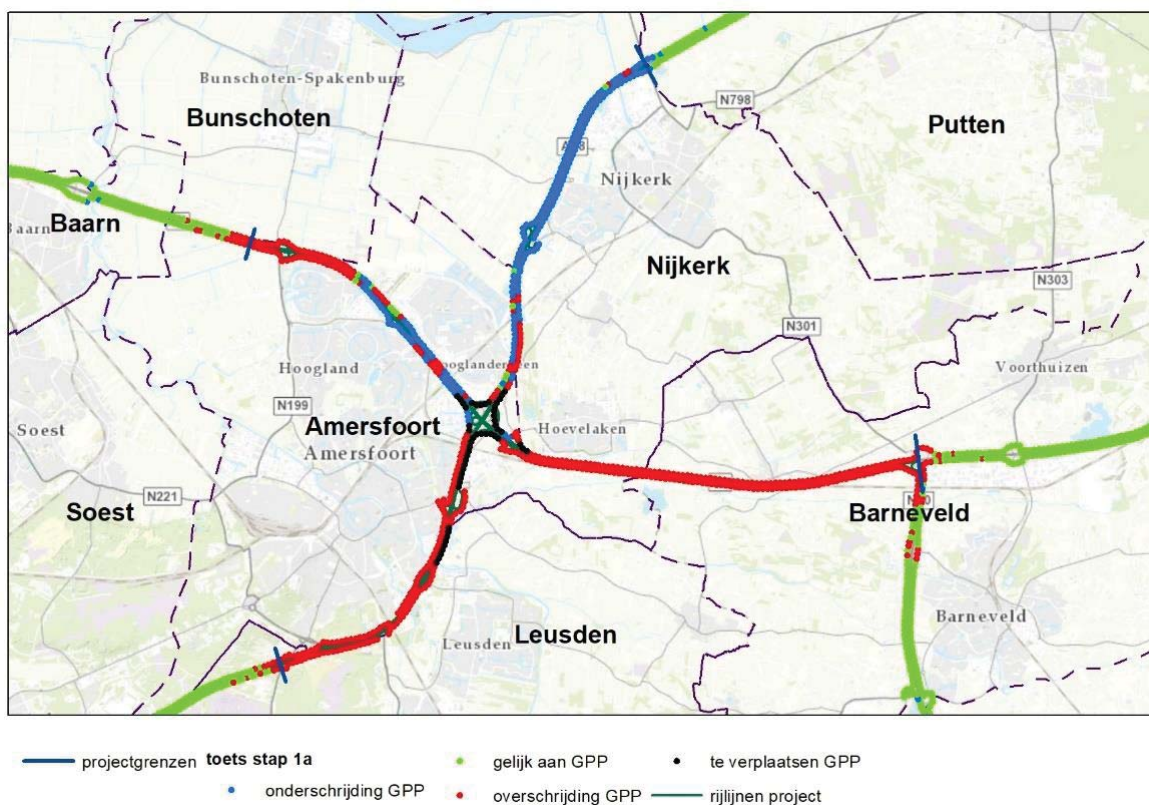 Bunschoten-Spakenburg
Bunschoten
N798
Putten
Nijkerk
Baarn
Baarn
Nijkerk
N303
N301
Voorthuizen
Hoogland
N199
Amersfoort
Hoevelaken
Soest
Amersfoort
N221
Soest
Barneveld
Barneveld
Leusden
Leusden
projectgrenzen toets stap 1a gelijk aan GPP te verplaatsen GPP
onderschrijding GPP overschrijding GPP rijlijnen project